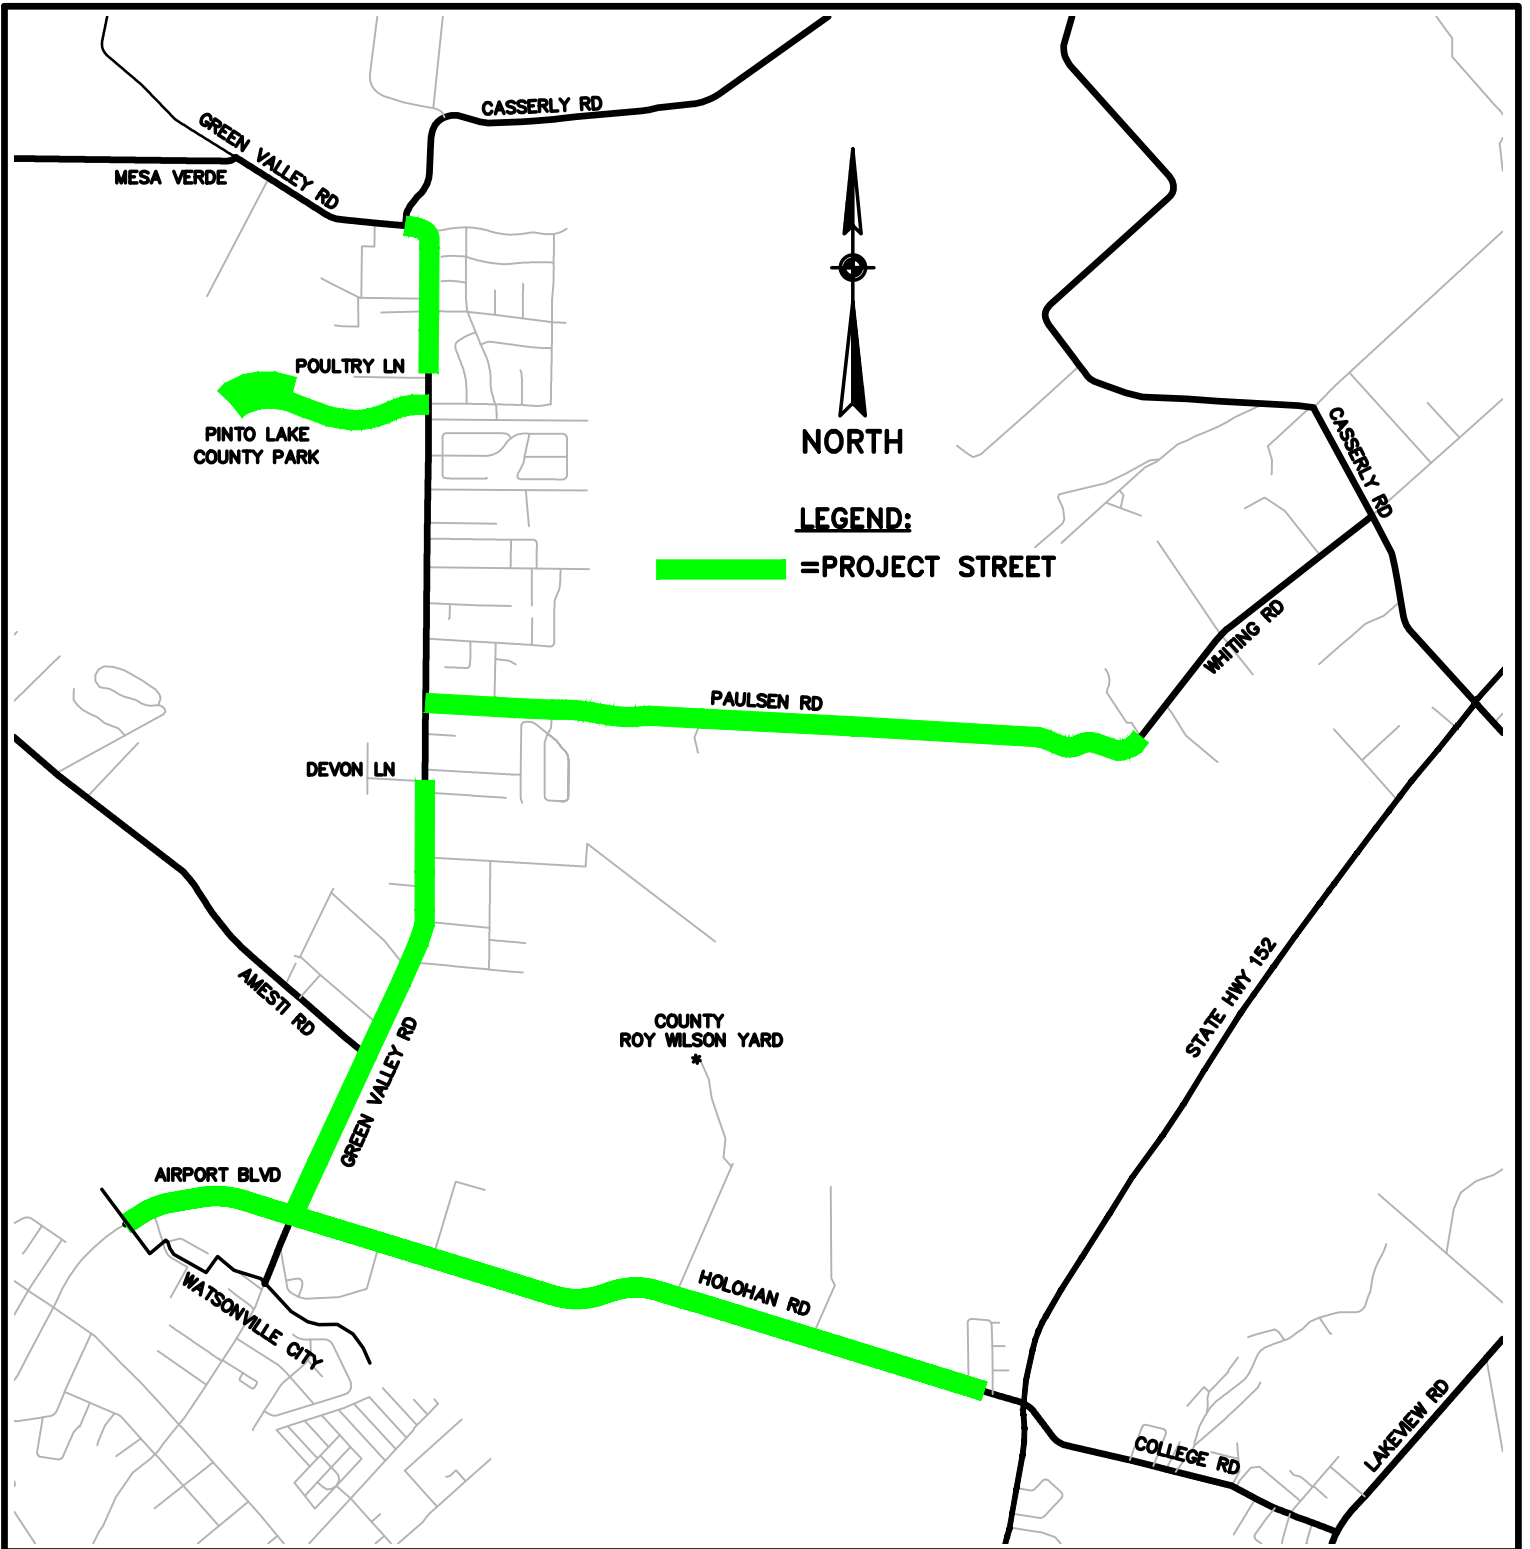 CASSERLY RD
GREEN VALLEY RD
MESA VERDE
POULTRY LN
PINTO LAKE
COUNTY PARK
NORTH
CASSERLY RD
LEGEND:
=PROJECT STREET
WHITING RD
PAULSEN RD
DEVON LN
STATE HWY 152
AMESTI RD
COUNTY
ROY WILSON YARD
*
GREEN VALLEY RD
AIRPORT BLVD
HOLOHAN RD
WATSONVILLE CITY
LAKEVIEW RD
COLLEGE RD